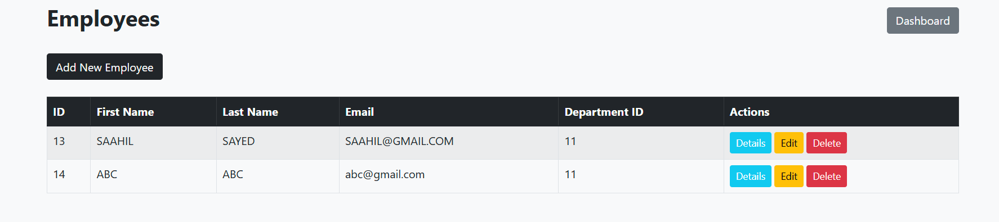 Employees
Dashboard
Add New Employee
ID First Name Last Name Email Department ID Actions
13 SAAHIL SAYED SAAHIL@GMAIL.COM 11 Details Edit Delete
14 ABC ABC abc@gmail.com 11 Details Edit Delete